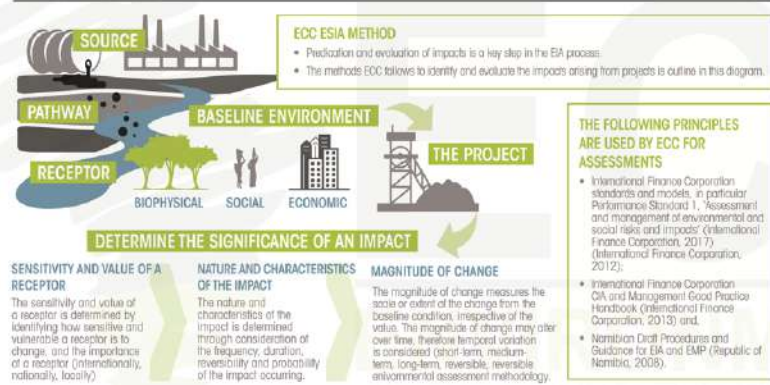 SOURCE
PATHWAY
RECEPTOR
BASELINE ENVIRONMENT
BIOPHYSICAL
SOCIAL
ECONOMIC
THE PROJECT
ECC ESIA METHOD
• Predication and evaluation of impacts is a key step in the EIA process.
• The methods ECC follows to identify and evaluate the impacts arising from projects is outline in this diagram.
DETERMINE THE SIGNIFICANCE OF AN IMPACT
SENSITIVITY AND VALUE OF A
RECEPTOR
The sensitivity and value of
a receptor is determined by
identifying how sensitive and
vulnerable a receptor is to
change, and the importance
of a receptor (internationally,
nationally, locally)
NATURE AND CHARACTERISTICS
OF THE IMPACT
The nature and
characteristics of the
impact is determined
through consideration of
the frequency, duration,
reversibility and probability
of the impact occurring.
MAGNITUDE OF CHANGE
The magnitude of change measures the
scale or extent of the change from the
baseline condition, irrespective of the
value. The magnitude of change may alter
over time, therefore temporal variation
is considered (short-term, medium-
term, long-term, reversible, reversible
enivornmental assessment methodology.
THE FOLLOWING PRINCIPLES
ARE USED BY ECC FOR
ASSESSMENTS
• International Finance Corporation
standards and models, in particular
Performance Standard 1, 'Assessment
and management of environmental and
social risks and impacts' (International
Finance Corporation, 2017)
(International Finance Corporation,
2012);
• International Finance Corporation
CIA and Management Good Practice
Handbook (International Finance
Corporation, 2013) and,
• Namibian Draft Procedures and
Guidance for EIA and EMP (Republic of
Namibia, 2008).